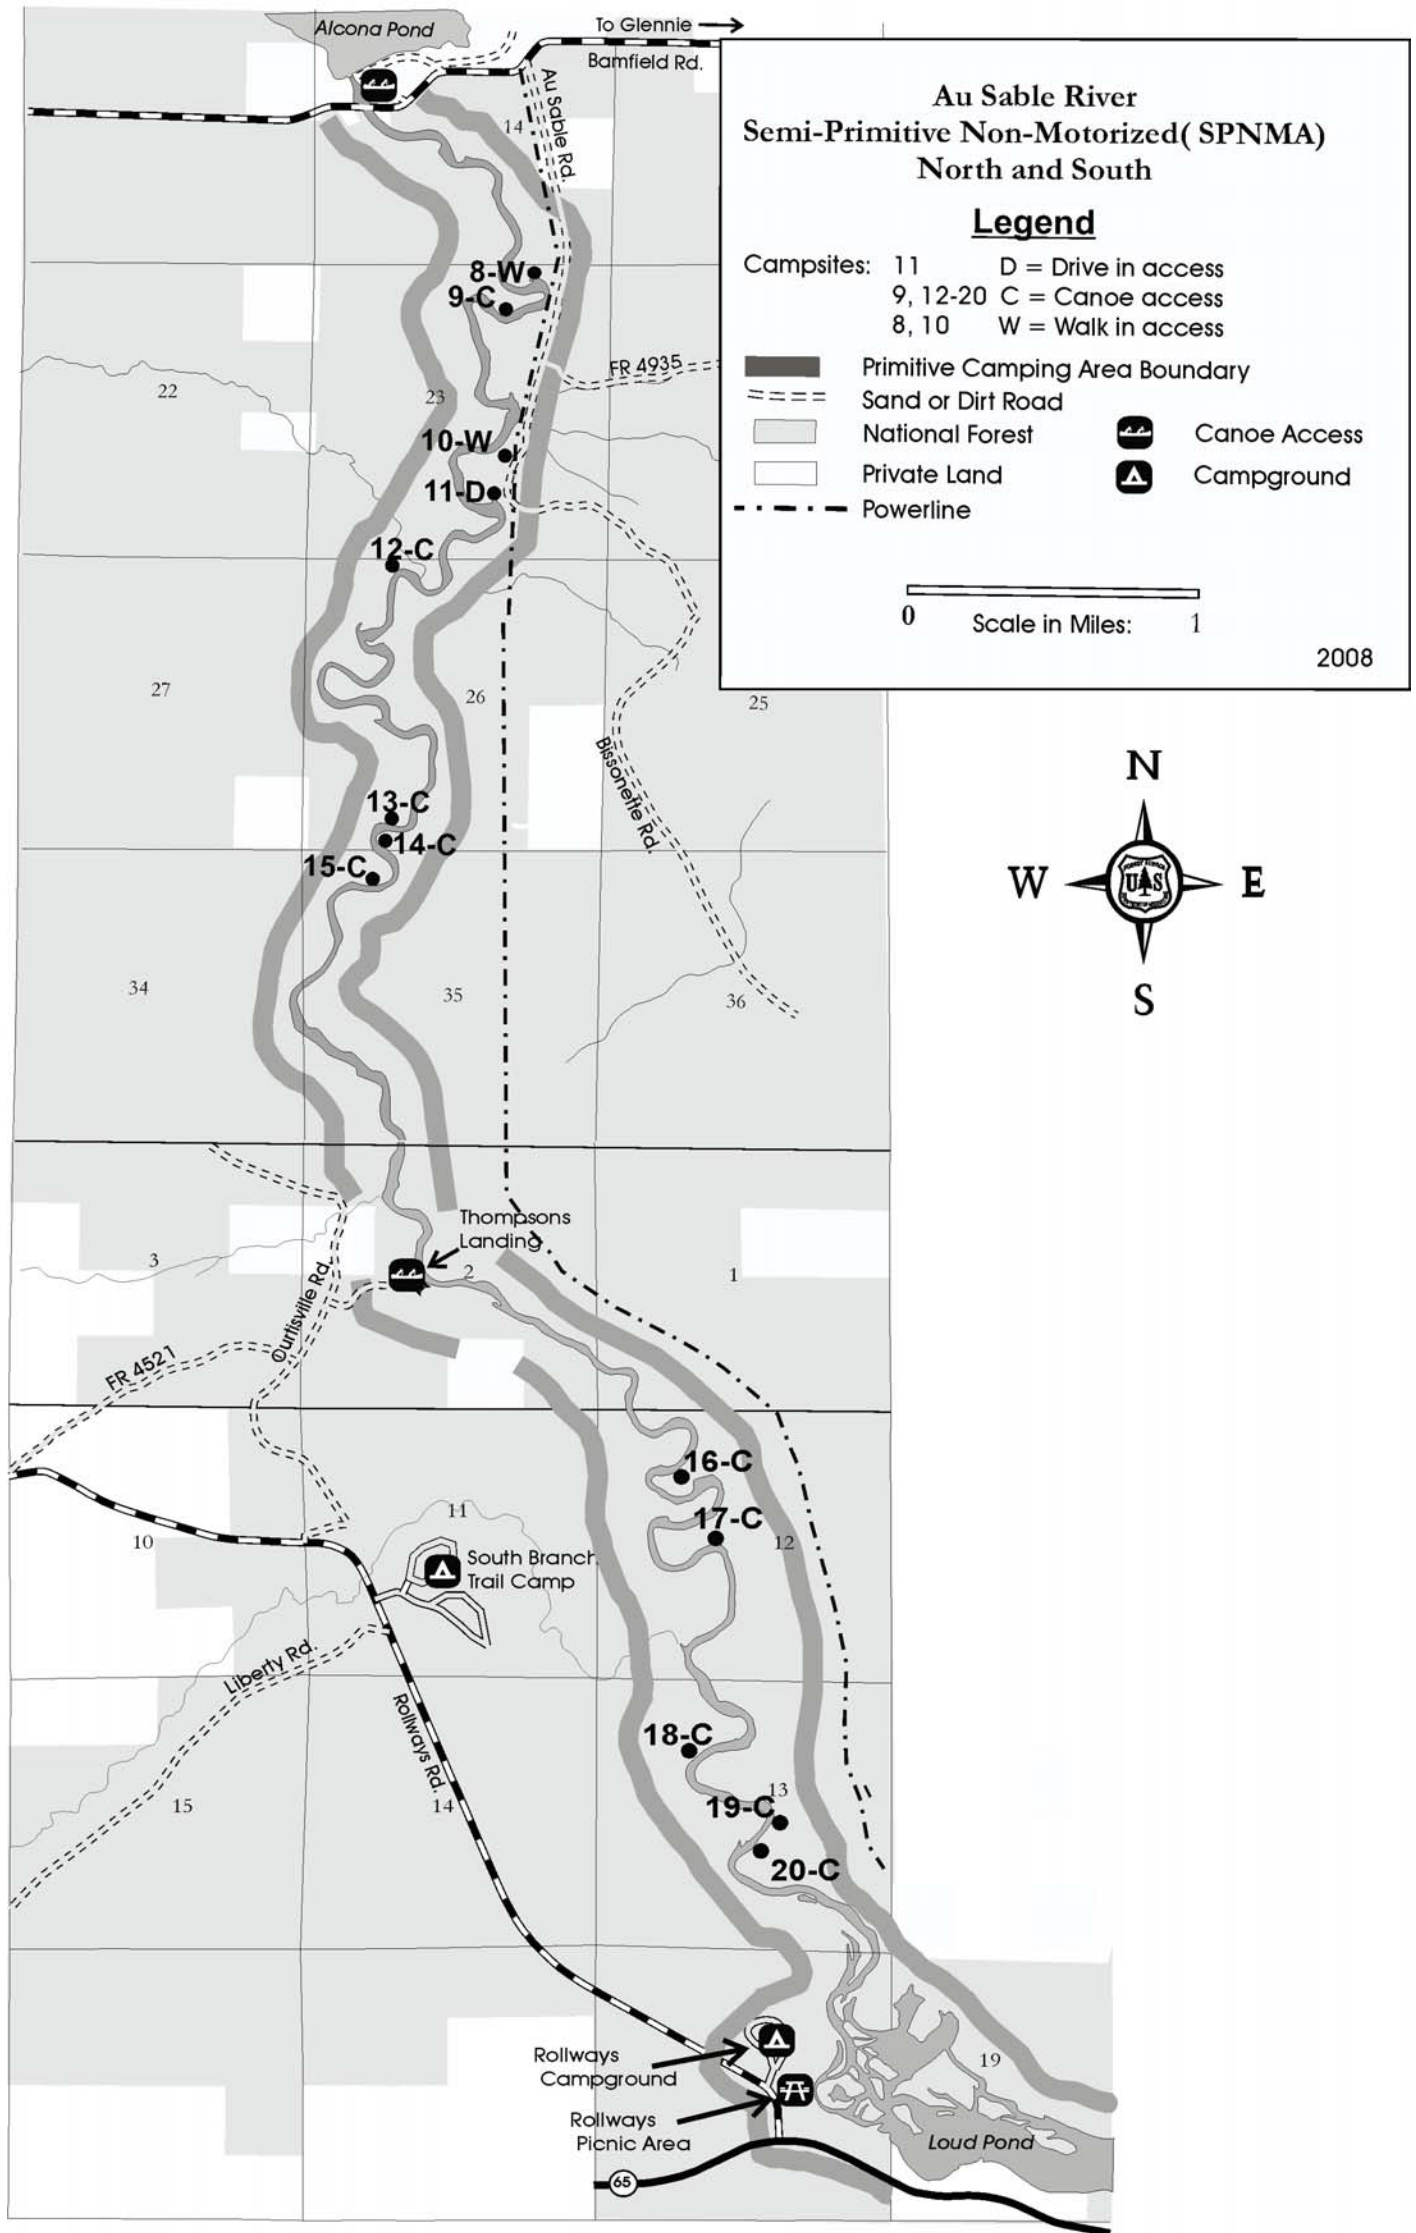 Alcona Pond
To Glennie
Bamfield Rd.
Au Sable Rd.
14
Au Sable River
Semi-Primitive Non-Motorized( SPNMA)
North and South
Legend
Campsites: 11 D = Drive in access
9, 12-20 C = Canoe access
8, 10 W = Walk in access
Primitive Camping Area Boundary
Sand or Dirt Road
National Forest
Canoe Access
Private Land
Campground
Powerline
0 Scale in Miles: 1
2008
8-W
9-C
FR 4935
22
23
10-W
11-D
12-C
27
26
25
Bissonette Rd.
13-C
14-C
15-C
N
W
E
S
US
34
35
36
Thompsons
Landing
3
2
1
Curtisville Rd.
FR 4521
16-C
17-C
11
10
12
South Branch
Trail Camp
Liberty Rd.
Rollways Rd.
18-C
13
19-C
20-C
15
14
Rollways
Campground
19
Rollways
Picnic Area
Loud Pond
65